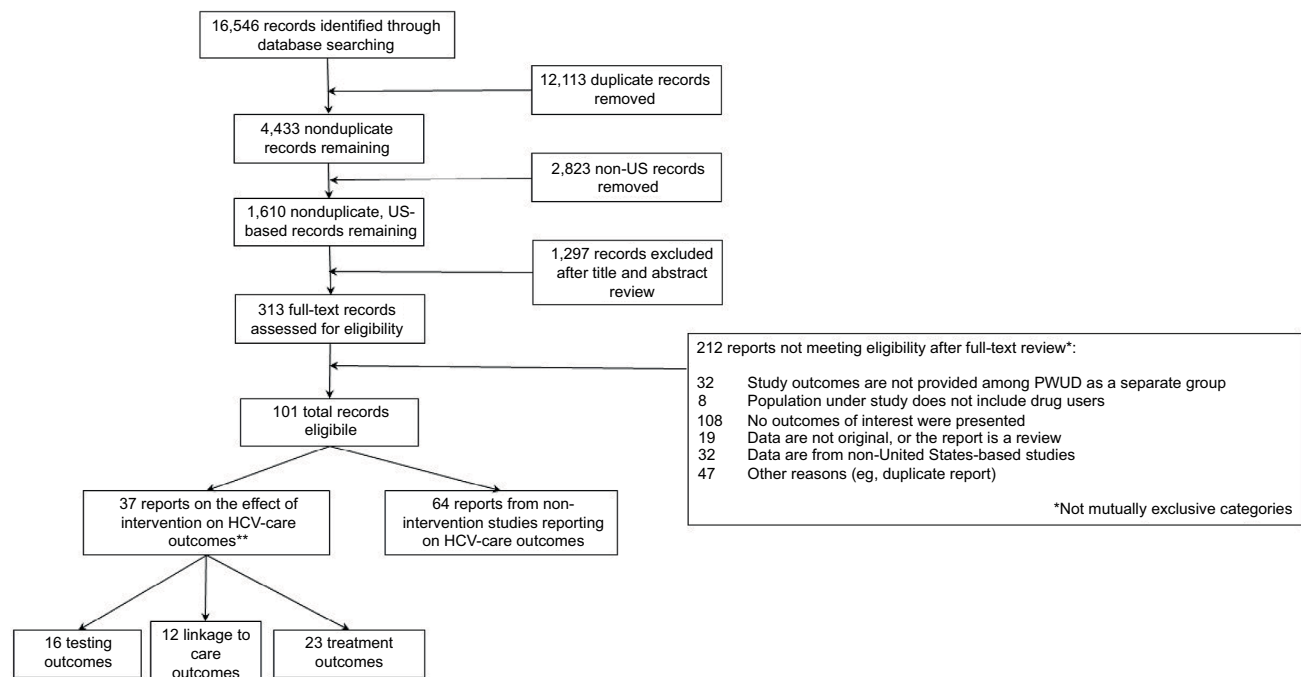 16,546 records identified through
database searching
12,113 duplicate records
removed
4,433 nonduplicate
records remaining
2,823 non-US records
removed
1,610 nonduplicate, US-
based records remaining
1,297 records excluded
after title and abstract
review
313 full-text records
assessed for eligibility
212 reports not meeting eligibility after full-text review*:
32 Study outcomes are not provided among PWUD as a separate group
8 Population under study does not include drug users
108 No outcomes of interest were presented
19 Data are not original, or the report is a review
32 Data are from non-United States-based studies
47 Other reasons (eg, duplicate report)
*Not mutually exclusive categories
101 total records
eligibile
37 reports on the effect of
intervention on HCV-care
outcomes**
64 reports from non-
intervention studies reporting
on HCV-care outcomes
16 testing
outcomes
12 linkage to
care
outcomes
23 treatment
outcomes